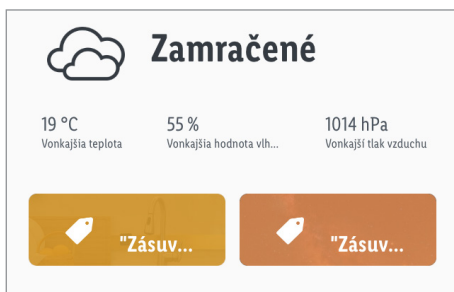 Zamračené
19 °C
55 %
1014 hPa
Vonkajšia teplota
Vonkajšia hodnota vlh...
Vonkajší tlak vzduchu
"Zásuv...
"Zásuv...